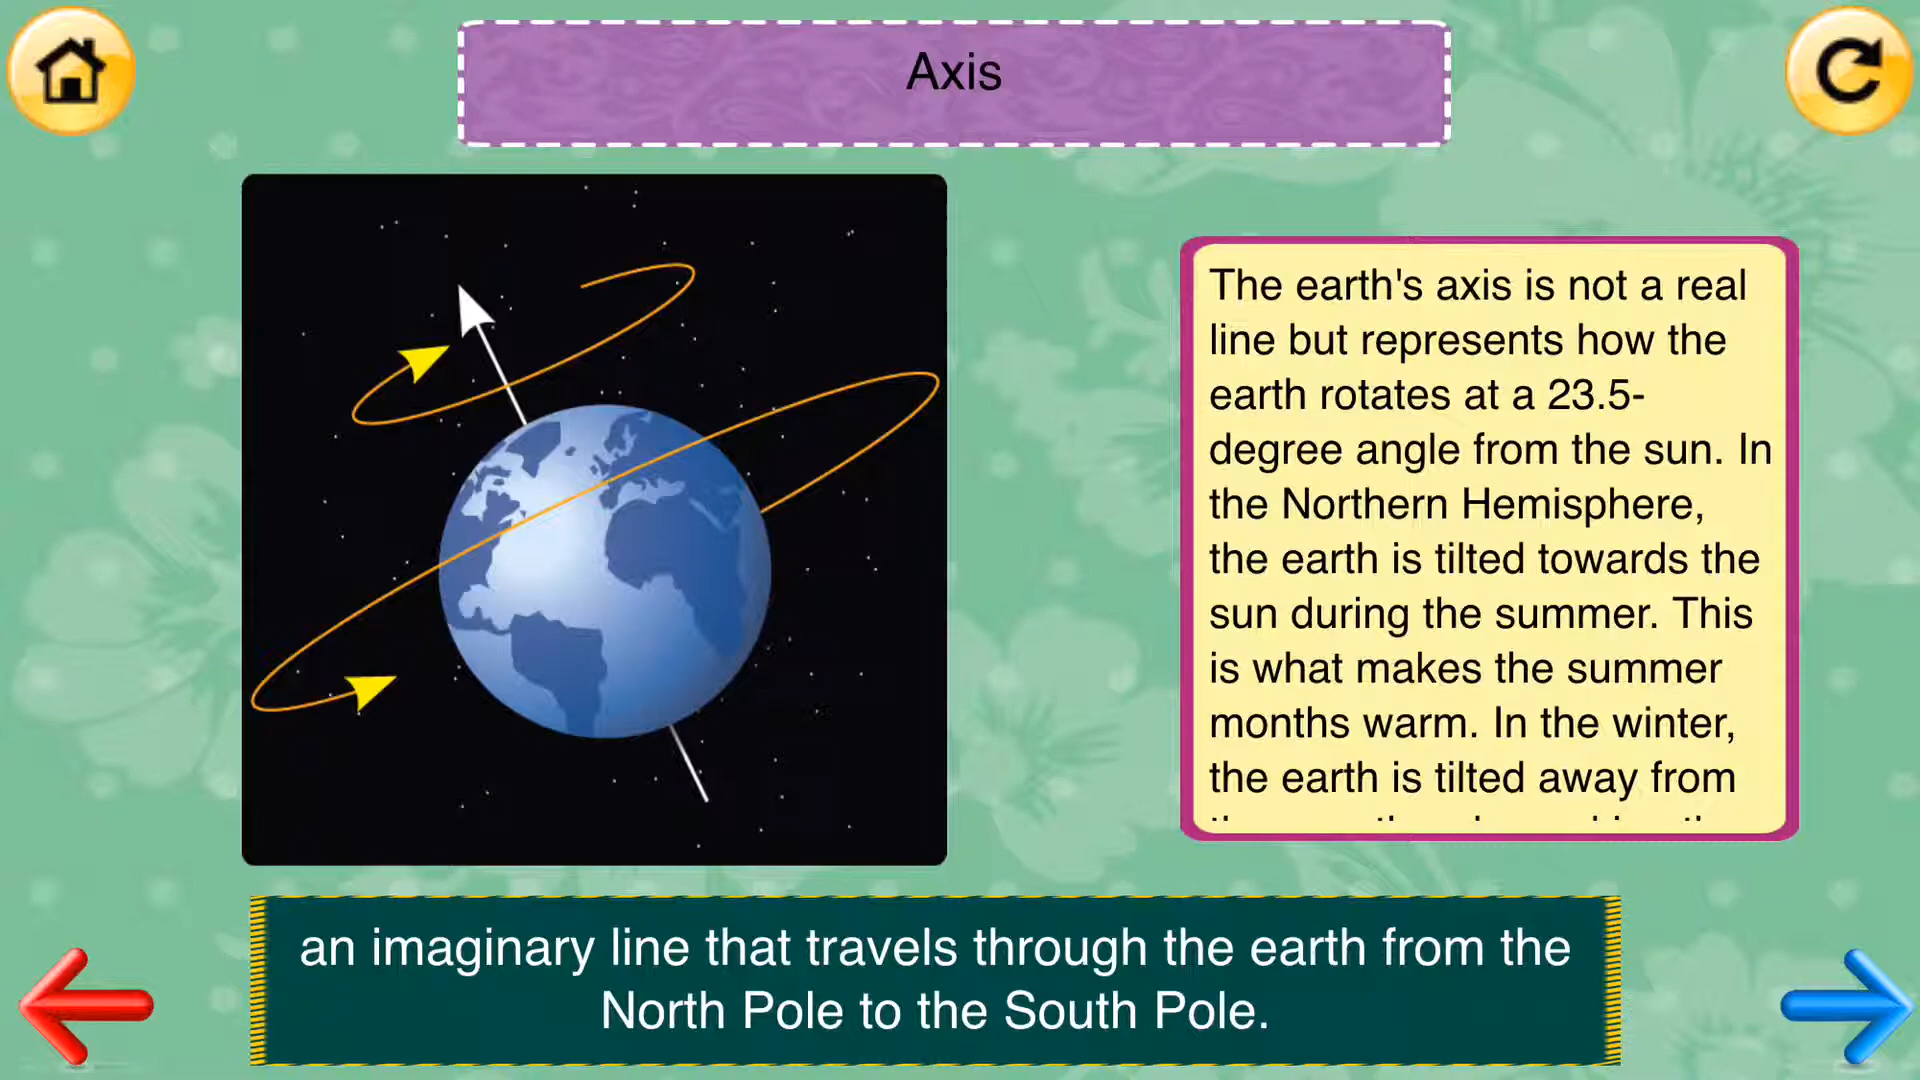 Axis
The earth's axis is not a real
line but represents how the
earth rotates at a 23.5-
degree angle from the sun. In
the Northern Hemisphere,
the earth is tilted towards the
sun during the summer. This
is what makes the summer
months warm. In the winter,
the earth is tilted away from
an imaginary line that travels through the earth from the
North Pole to the South Pole.